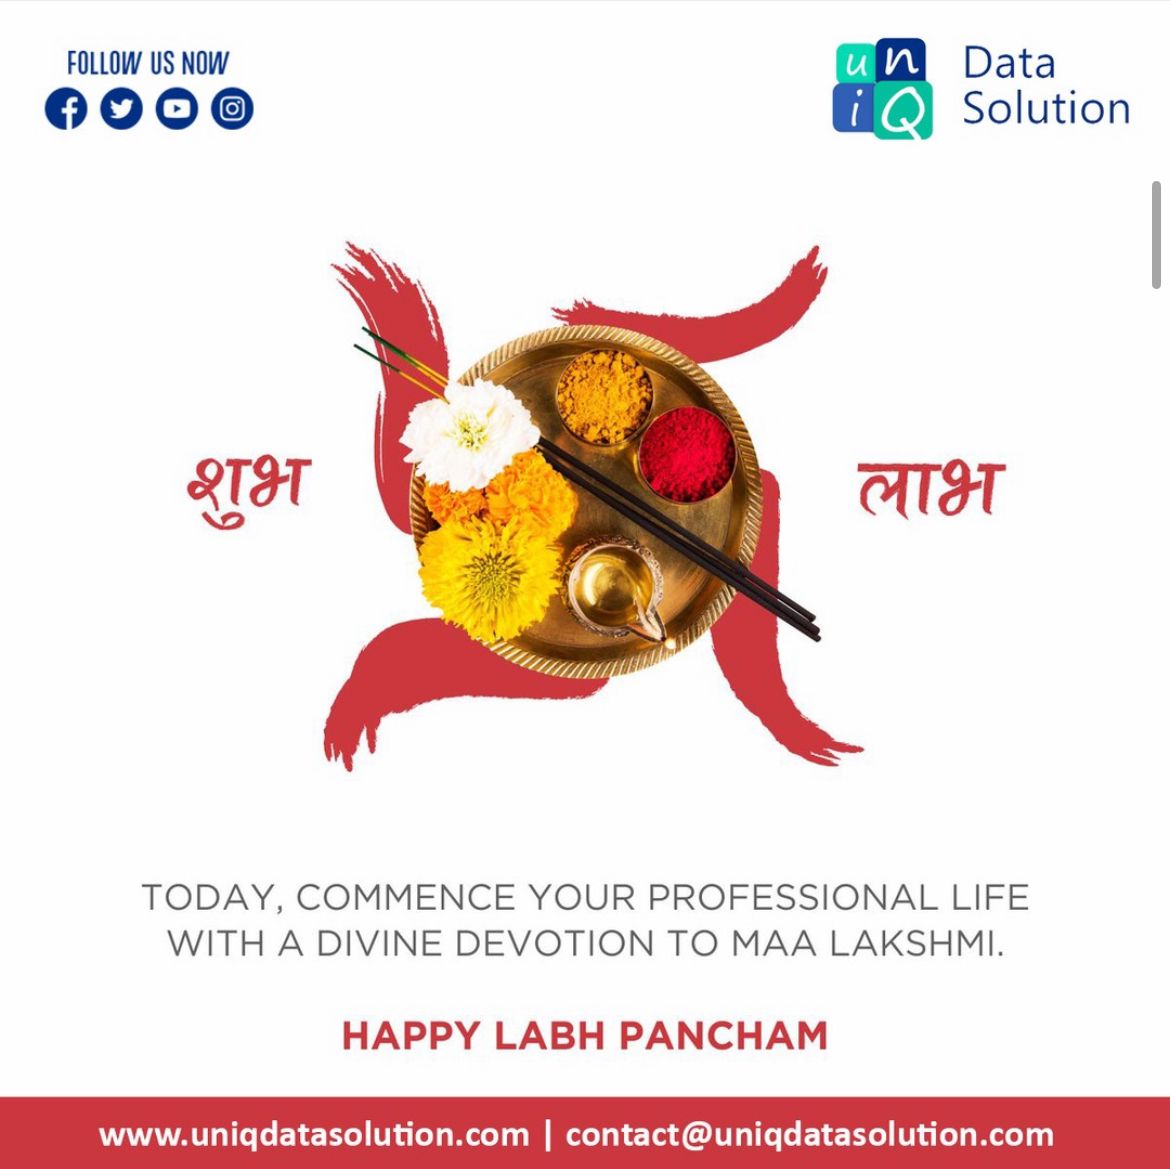 FOLLOW US NOW
un
iQ
Data
Solution
शुभ
लाभ
TODAY, COMMENCE YOUR PROFESSIONAL LIFE
WITH A DIVINE DEVOTION TO MAA LAKSHMI.
HAPPY LABH PANCHAM
www.uniqdatasolution.com | contact@uniqdatasolution.com